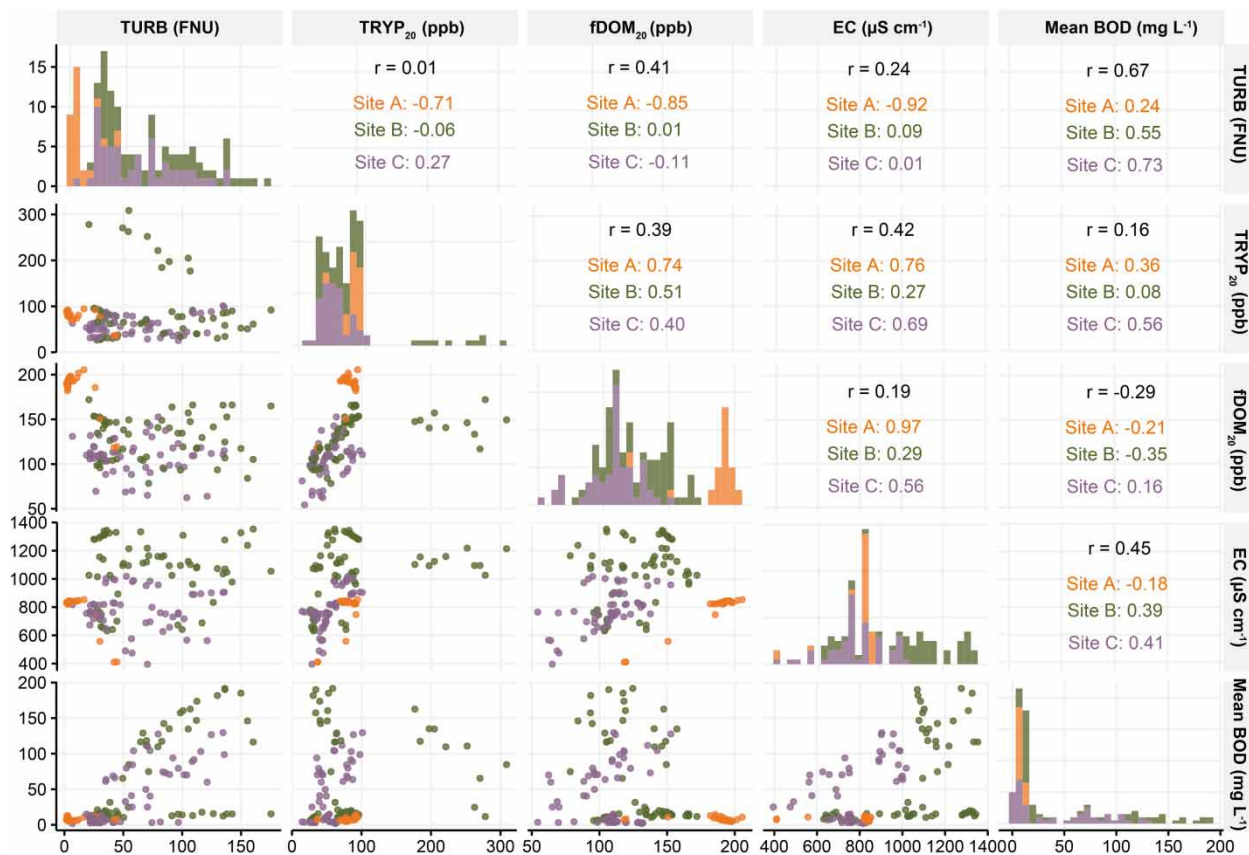 TURB (FNU) TRYP20 (ppb) fDOM20 (ppb) EC (µS cm-1) Mean BOD (mg L-1)
15
10
5
0
r = 0.01
Site A: -0.71
Site B: -0.06
Site C: 0.27
r = 0.41
Site A: -0.85
Site B: 0.01
Site C: -0.11
r = 0.24
Site A: -0.92
Site B: 0.09
Site C: 0.01
r = 0.67
Site A: 0.24
Site B: 0.55
Site C: 0.73
TURB (FNU)
300
200
100
0
r = 0.39
Site A: 0.74
Site B: 0.51
Site C: 0.40
r = 0.42
Site A: 0.76
Site B: 0.27
Site C: 0.69
r = 0.16
Site A: 0.36
Site B: 0.08
Site C: 0.56
TRYP20 (ppb)
200
150
100
50
r = 0.19
Site A: 0.97
Site B: 0.29
Site C: 0.56
r = -0.29
Site A: -0.21
Site B: -0.35
Site C: 0.16
fDOM20 (ppb)
1400
1200
1000
800
600
400
r = 0.45
Site A: -0.18
Site B: 0.39
Site C: 0.41
EC (µS cm-1)
200
150
100
50
0
Mean BOD (mg L-1)
0 50 100 150
0 100 200 300
50 100 150 200
400 600 800 1000 1200 1400
0 50 100 150 200